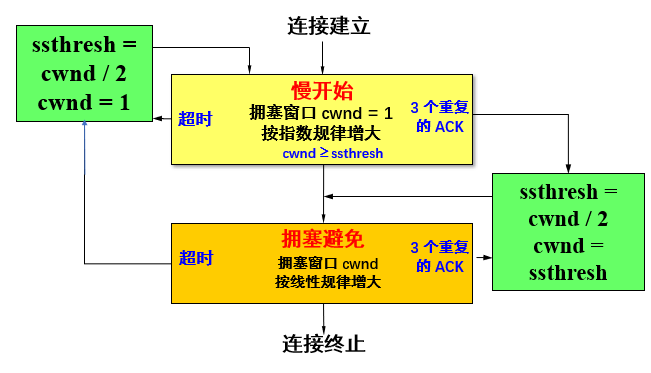 连接建立
ssthresh =
cwnd / 2
cwnd = 1
慢开始
拥塞窗口 cwnd = 1
按指数规律增大
cwnd ≥ ssthresh
超时
3 个重复
的 ACK
ssthresh =
cwnd / 2
cwnd =
ssthresh
拥塞避免
拥塞窗口 cwnd
按线性规律增大
超时
3 个重复
的 ACK
连接终止